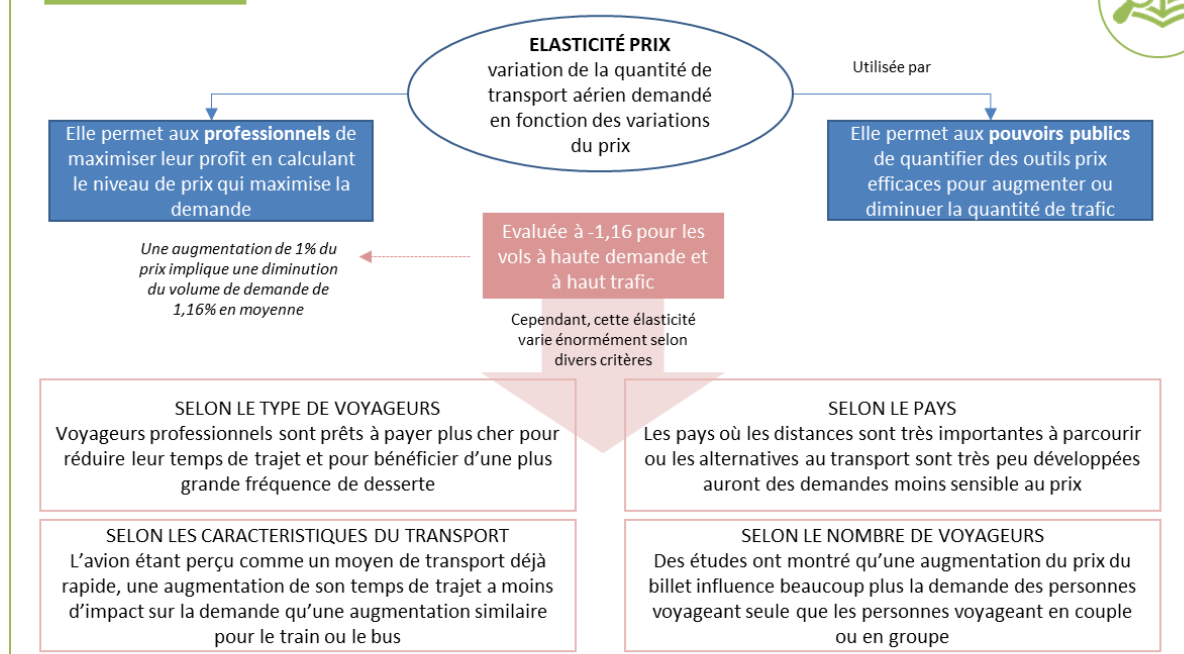 ELASTICITÉ PRIX
variation de la quantité de
transport aérien demandé
en fonction des variations
du prix
Utilisée par
Elle permet aux professionnels de
maximiser leur profit en calculant
le niveau de prix qui maximise la
demande
Elle permet aux pouvoirs publics
de quantifier des outils prix
efficaces pour augmenter ou
diminuer la quantité de trafic
Evaluée à -1,16 pour les
vols à haute demande et
à haut trafic
Une augmentation de 1% du
prix implique une diminution
du volume de demande de
1,16% en moyenne
Cependant, cette élasticité
varie énormément selon
divers critères
SELON LE TYPE DE VOYAGEURS
Voyageurs professionnels sont prêts à payer plus cher pour
réduire leur temps de trajet et pour bénéficier d'une plus
grande fréquence de desserte
SELON LE PAYS
Les pays où les distances sont très importantes à parcourir
ou les alternatives au transport sont très peu développées
auront des demandes moins sensible au prix
SELON LES CARACTERISTIQUES DU TRANSPORT
L'avion étant perçu comme un moyen de transport déjà
rapide, une augmentation de son temps de trajet a moins
d'impact sur la demande qu'une augmentation similaire
pour le train ou le bus
SELON LE NOMBRE DE VOYAGEURS
Des études ont montré qu'une augmentation du prix du
billet influence beaucoup plus la demande des personnes
voyageant seule que les personnes voyageant en couple
ou en groupe